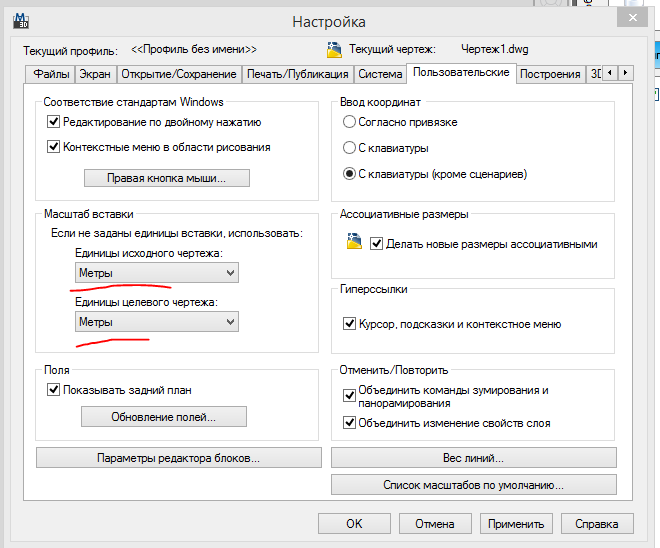 Настройка
Текущий профиль: <<Профиль без имени>> Текущий чертеж: Чертеж1.dwg
Файлы Экран Открытие/Сохранение Печать/Публикация Система Пользовательские Построения
Соответствие стандартам Windows
Редактирование по двойному нажатию
Контекстные меню в области рисования
Правая кнопка мыши...
Ввод координат
Согласно привязке
С клавиатуры
С клавиатуры (кроме сценариев)
Масштаб вставки
Если не заданы единицы вставки, использовать:
Единицы исходного чертежа:
Метры
Единицы целевого чертежа:
Метры
Ассоциативные размеры
Делать новые размеры ассоциативными
Гиперссылки
Курсор, подсказки и контекстное меню
Поля
Показывать задний план
Обновление полей...
Отменить/Повторить
Объединить команды зумирования и
панорамирования
Объединить изменение свойств слоя
Параметры редактора блоков...
Вес линий...
Список масштабов по умолчанию...
OK Отмена Применить Справка